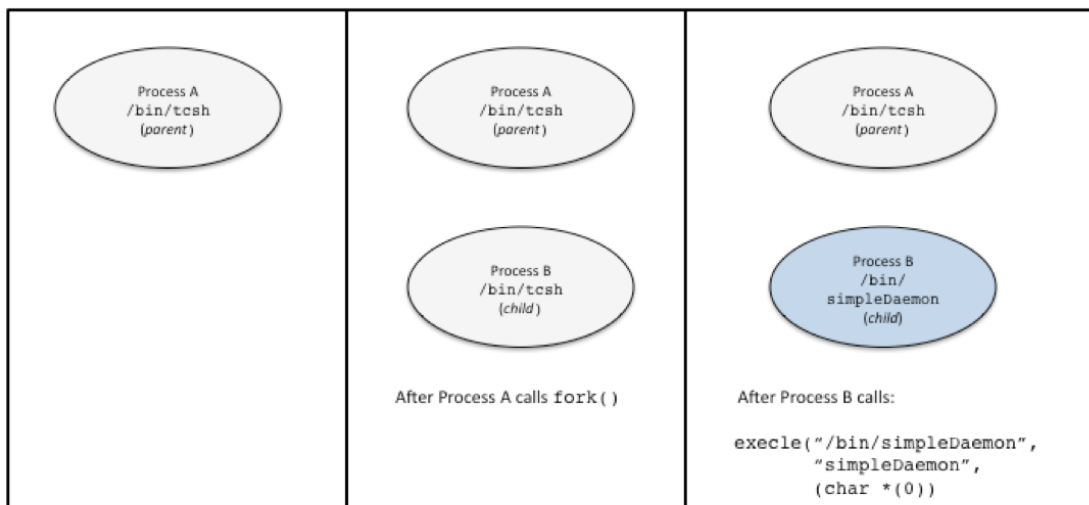 Process A
/bin/tcsh
(parent)
Process A
/bin/tcsh
(parent)
Process B
/bin/tcsh
(child)
After Process A calls fork()
Process A
/bin/tcsh
(parent)
Process B
/bin/
simpleDaemon
(child)
After Process B calls:
execle(“/bin/simpleDaemon”,
“simpleDaemon”,
(char *(0))